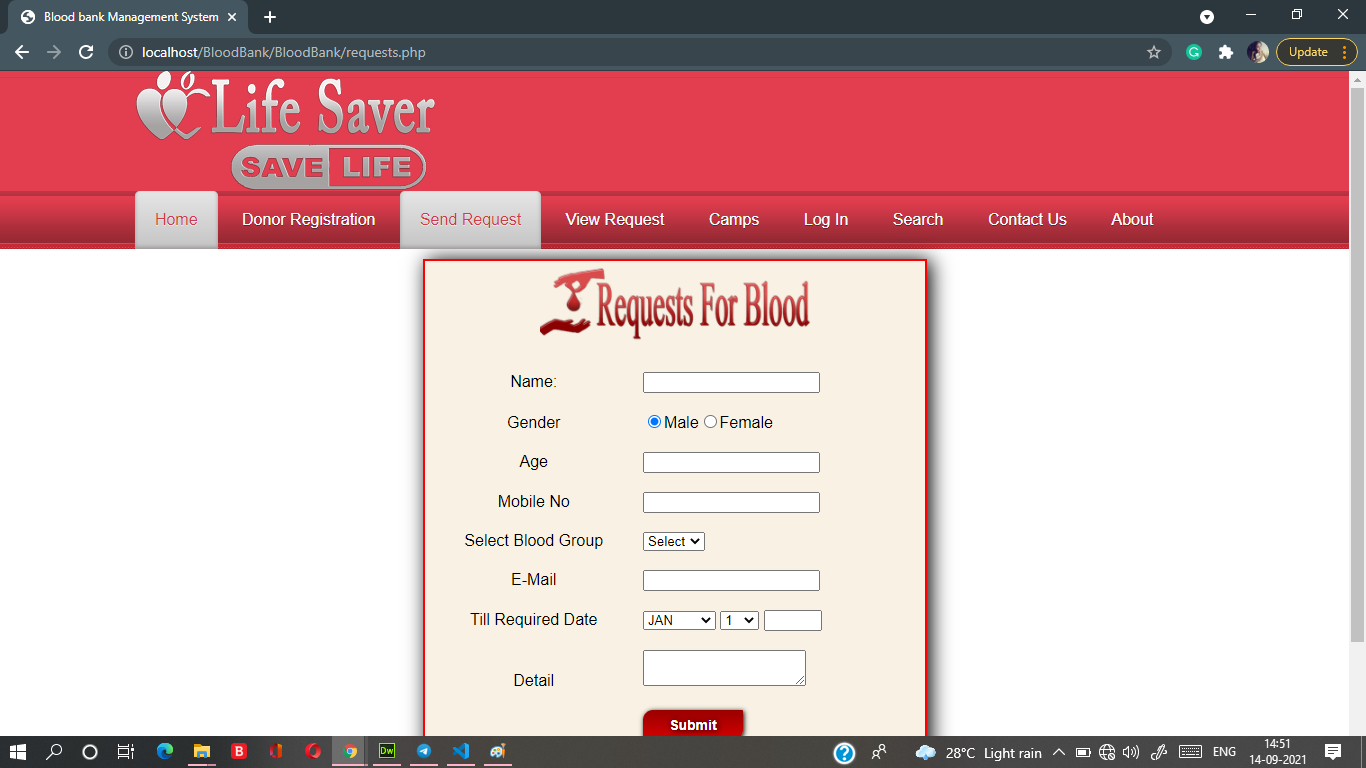 Blood bank Management System
localhost/BloodBank/BloodBank/requests.php
Update
Life Saver
SAVE LIFE
Home Donor Registration Send Request View Request Camps Log In Search Contact Us About
Requests For Blood
Name:
Gender Male Female
Age
Mobile No
Select Blood Group Select
E-Mail
Till Required Date JAN 1
Detail
Submit
B Dw ? 28°C Light rain ENG 14:51
14-09-2021